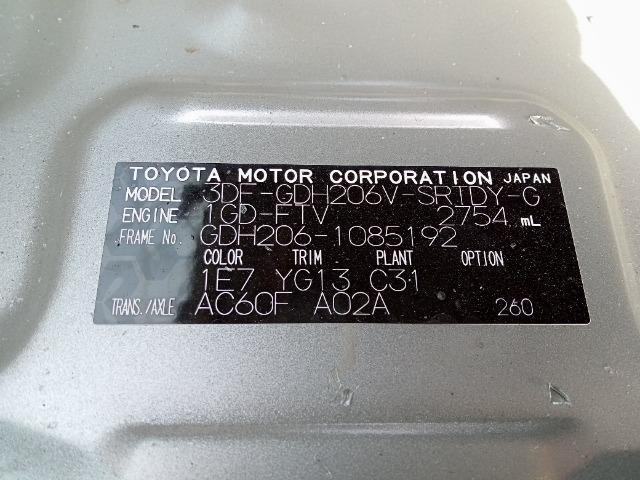 TOYOTA MOTOR CORPORATION JAPAN
MODEL 3DF-GDH206V-SRTDY-G
ENGINE 1GD-FTV 2754 mL
FRAME No. GDH206-1085192
COLOR TRIM PLANT OPTION
1E7 YG13 C31
TRANS./AXLE AC60F A02A 260